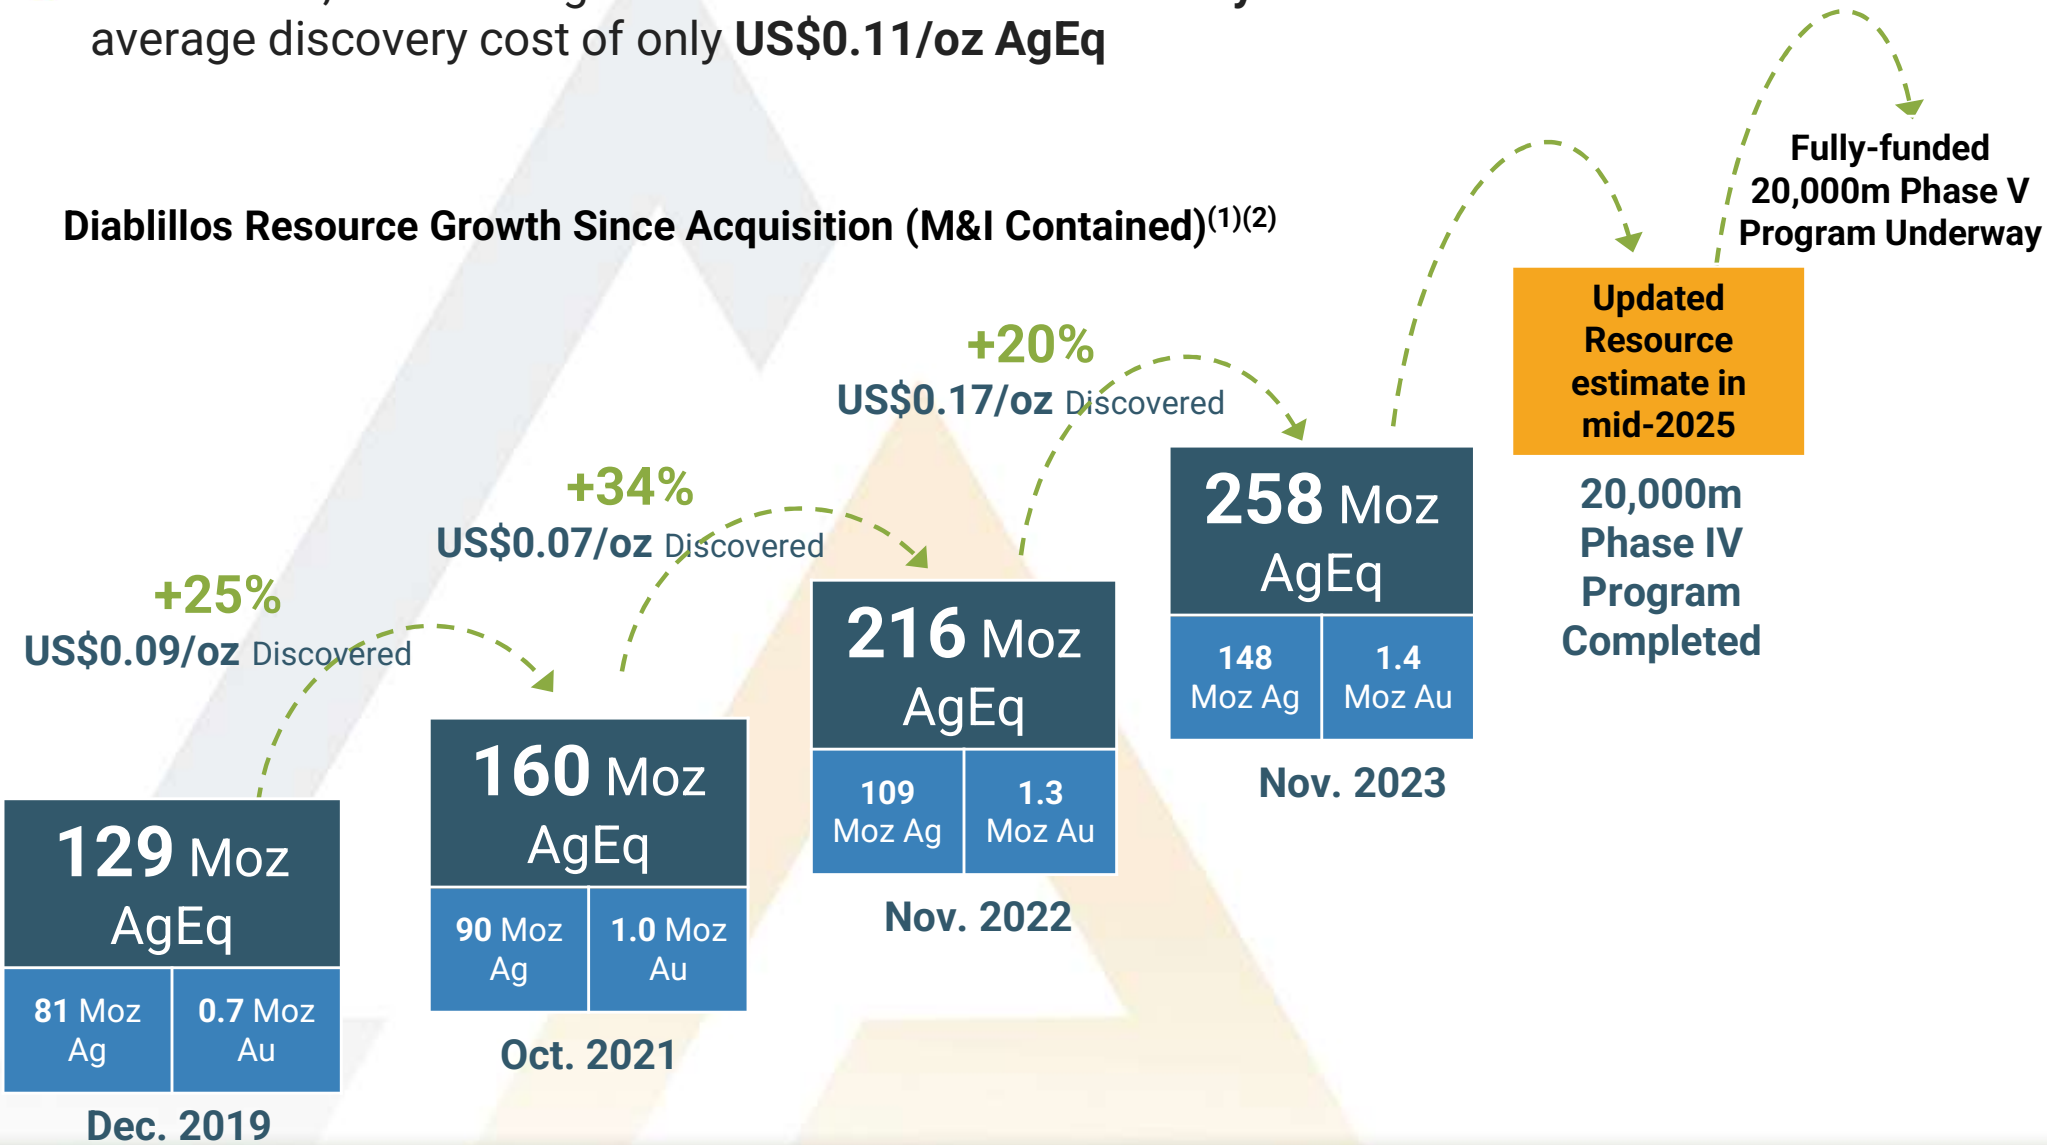 average discovery cost of only US$0.11/oz AgEq
Diablillos Resource Growth Since Acquisition (M&I Contained)(1)(2)
Fully-funded
20,000m Phase V
Program Underway
Updated
Resource
estimate in
mid-2025
20,000m
Phase IV
Program
Completed
+20%
US$0.17/oz Discovered
258 Moz
AgEq
148
Moz Ag
1.4
Moz Au
Nov. 2023
+34%
US$0.07/oz Discovered
216 Moz
AgEq
109
Moz Ag
1.3
Moz Au
Nov. 2022
+25%
US$0.09/oz Discovered
160 Moz
AgEq
90 Moz
Ag
1.0 Moz
Au
Oct. 2021
129 Moz
AgEq
81 Moz
Ag
0.7 Moz
Au
Dec. 2019